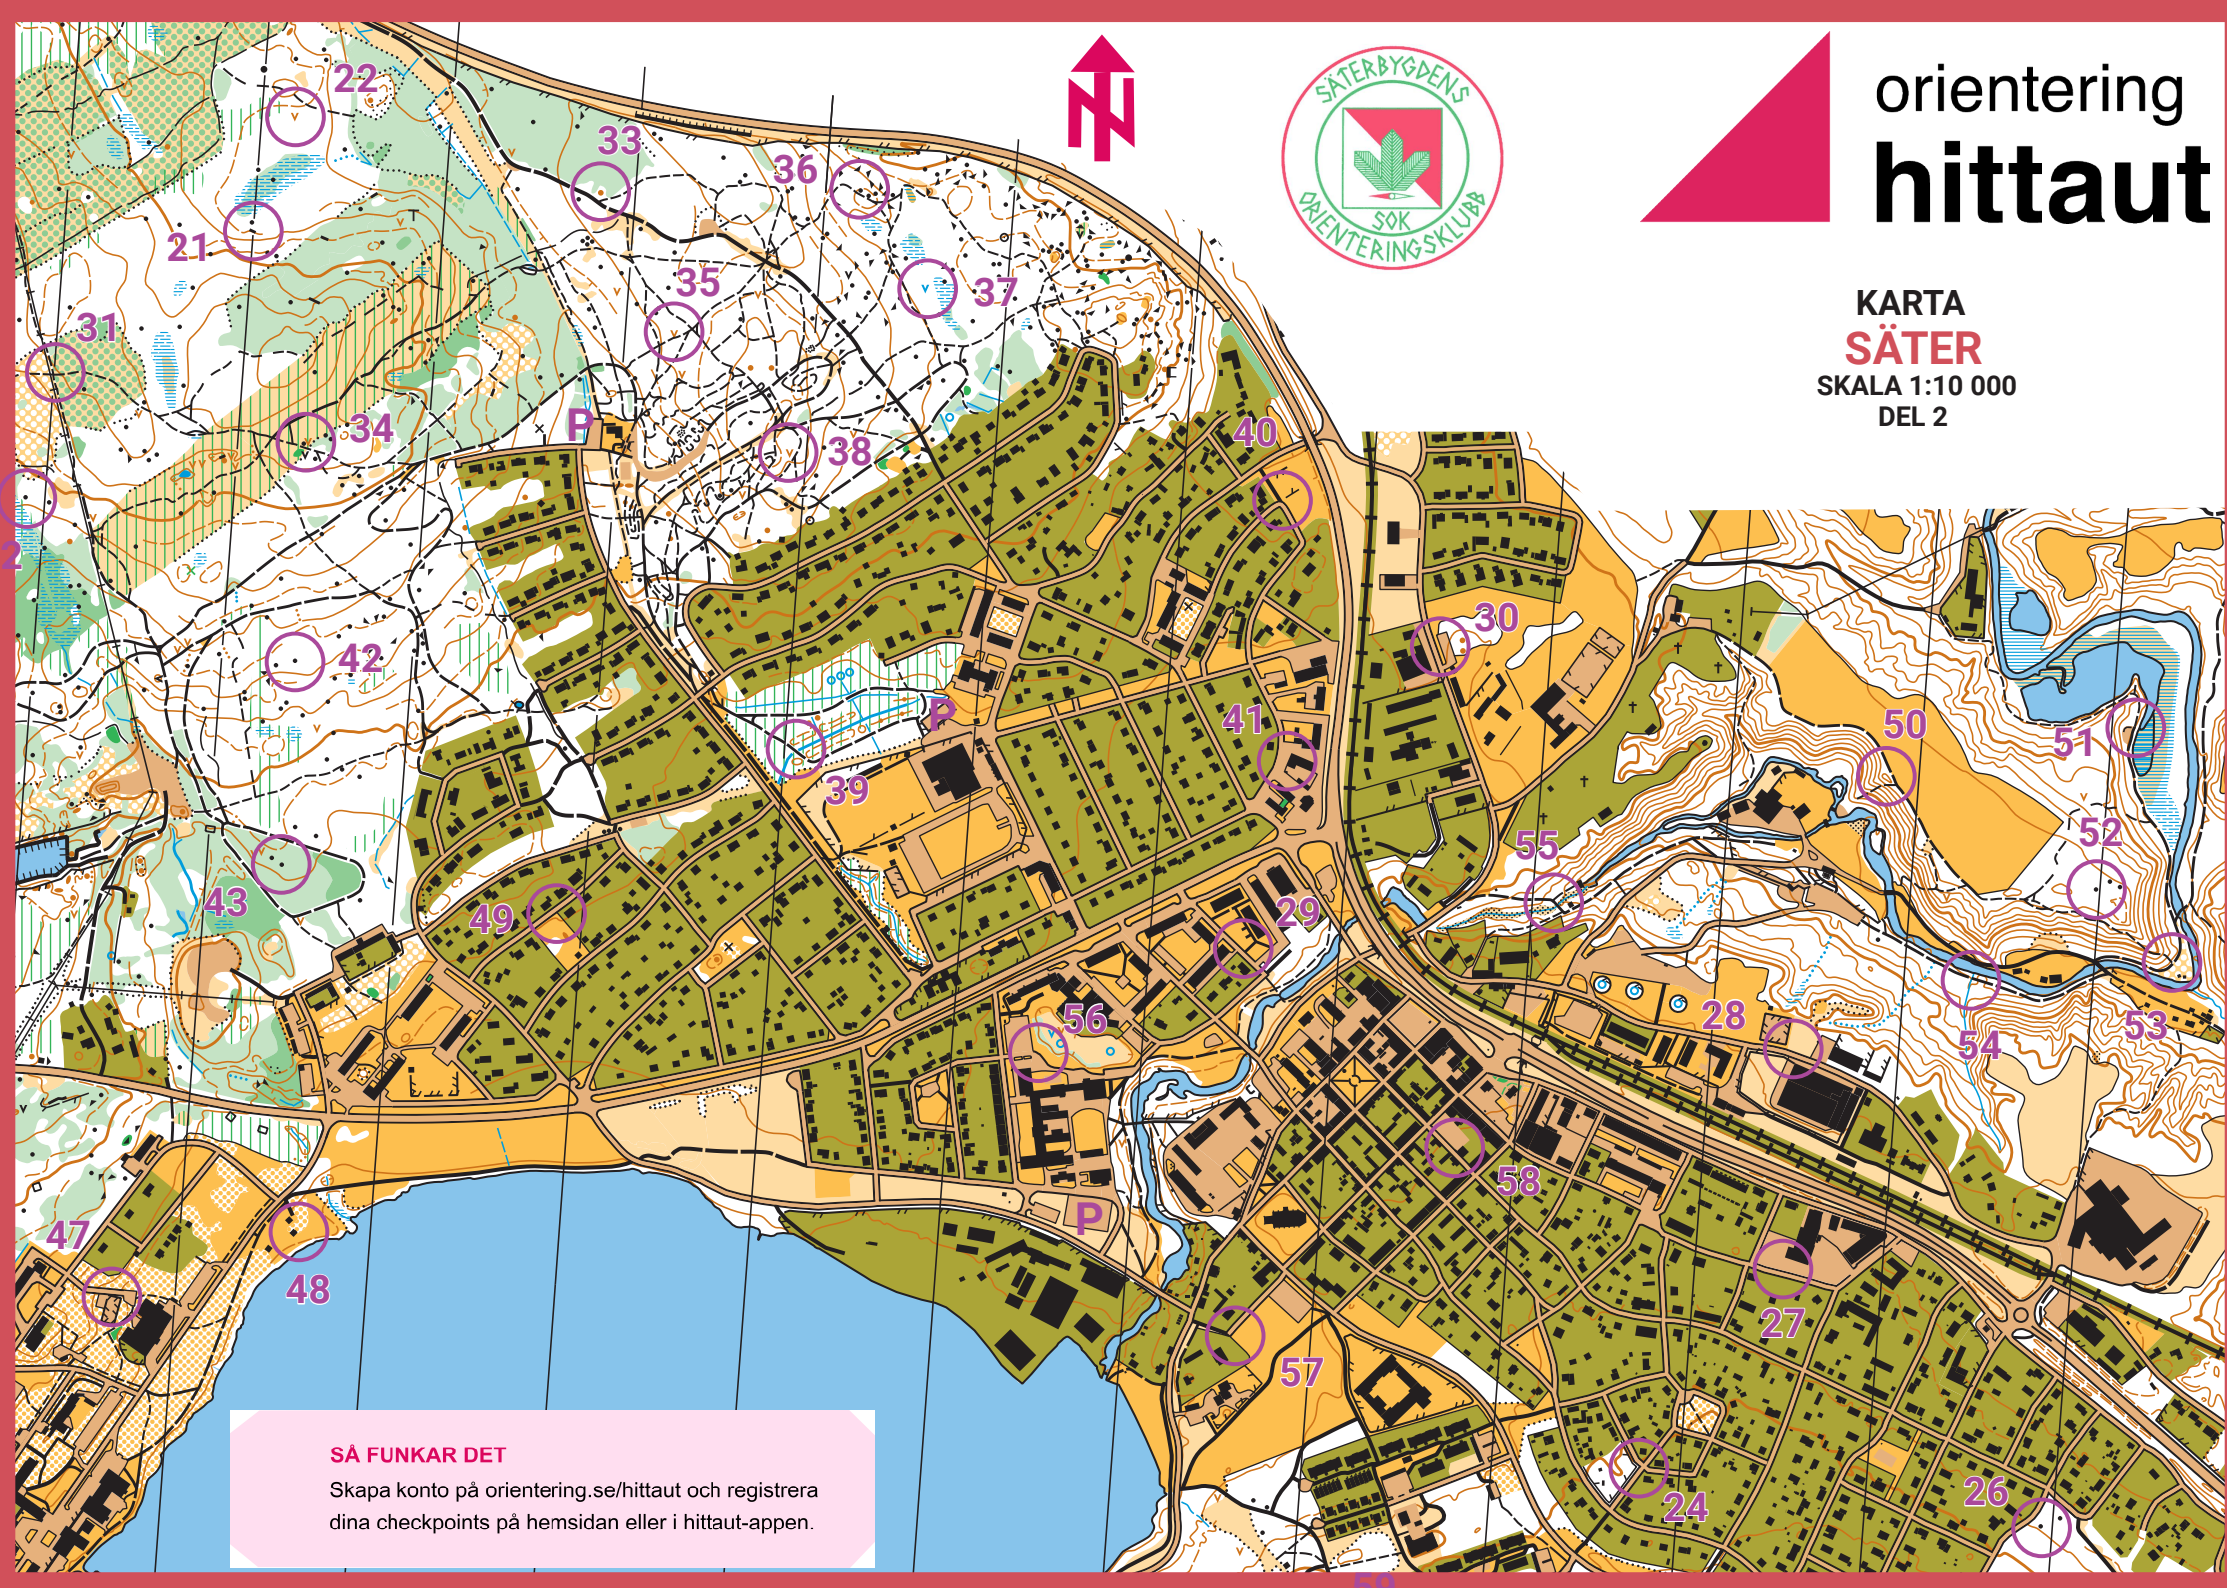 orientering
hittaut
SÄTERBYGDENS
SOK
ORIENTERINGSKLUBB
N
KARTA
SÄTER
SKALA 1:10 000
DEL 2
22
33
36
21
35
37
31
34
P
38
40
2
30
42
P
41
50
51
39
52
55
43
49
29
56
28
53
54
58
47
P
48
27
57
26
24
59
SÅ FUNKAR DET
Skapa konto på orientering.se/hittaut och registrera
dina checkpoints på hemsidan eller i hittaut-appen.